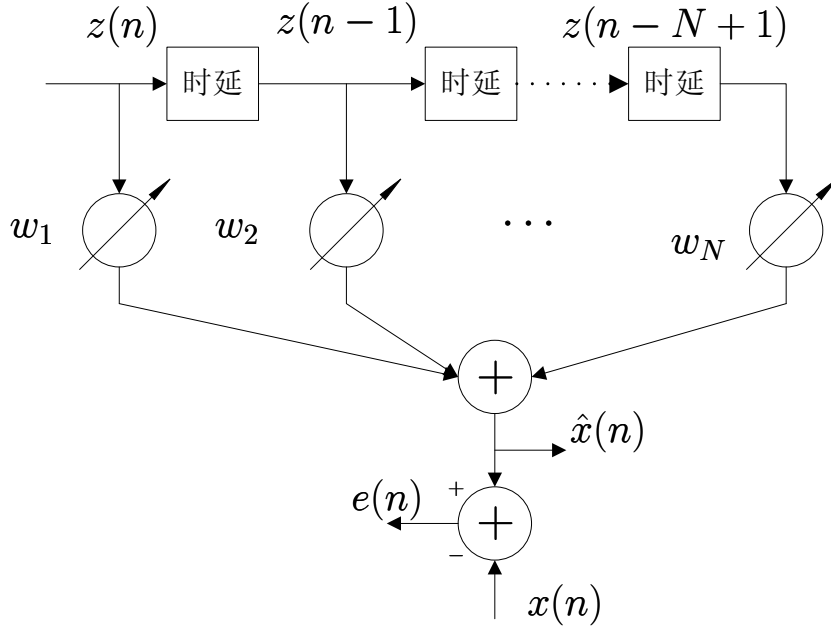 z(n) z(n − 1) z(n − N + 1)
时延 时延 ······ 时延
w₁ w₂ ··· w_N
+
x̂(n)
+
e(n) +
−
x(n)